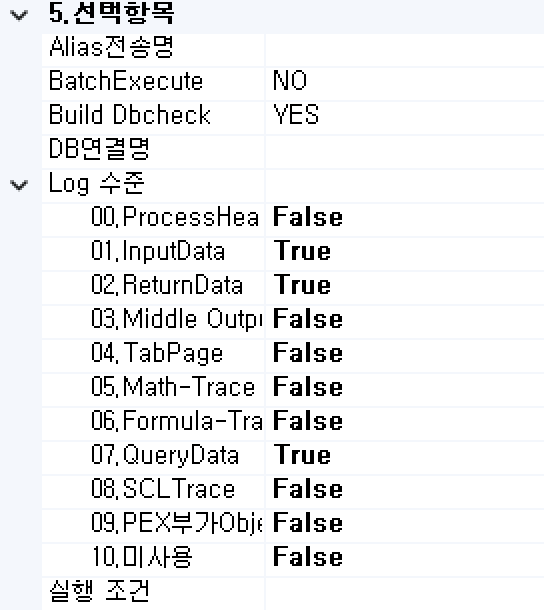 5.선택항목
Alias전송명
BatchExecute NO
Build Dbcheck YES
DB연결명
Log 수준
00.ProcessHea False
01.InputData True
02.ReturnData True
03.Middle Outpu False
04.TabPage False
05.Math-Trace False
06.Formula-Tra False
07.QueryData True
08.SCLTrace False
09.PEX부가Obje False
10.미사용 False
실행 조건